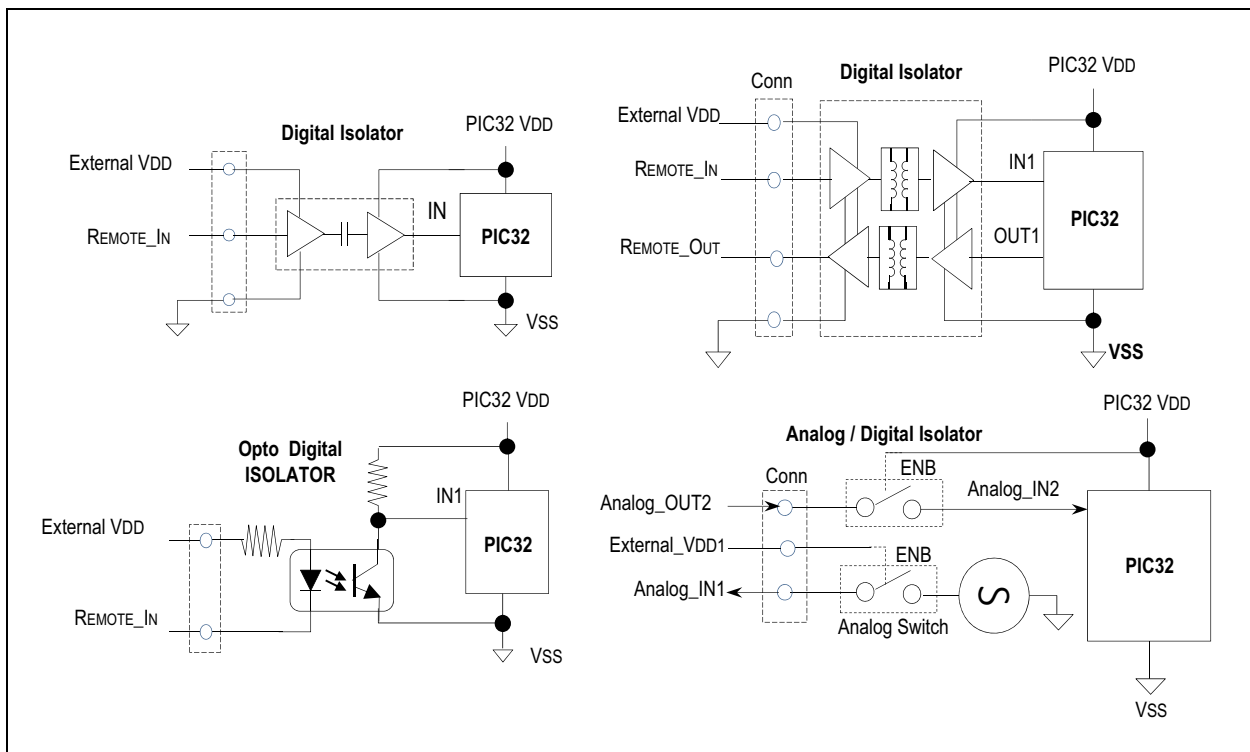 Digital Isolator
PIC32 VDD
External VDD
REMOTE_IN
IN
PIC32
VSS
Conn
Digital Isolator
PIC32 VDD
External VDD
REMOTE_IN
IN1
PIC32
REMOTE_OUT
OUT1
VSS
PIC32 VDD
Opto Digital
ISOLATOR
IN1
External VDD
PIC32
REMOTE_IN
VSS
PIC32 VDD
Analog / Digital Isolator
Conn
ENB
Analog_OUT2
Analog_IN2
External_VDD1
ENB
PIC32
Analog_IN1
Analog Switch
VSS